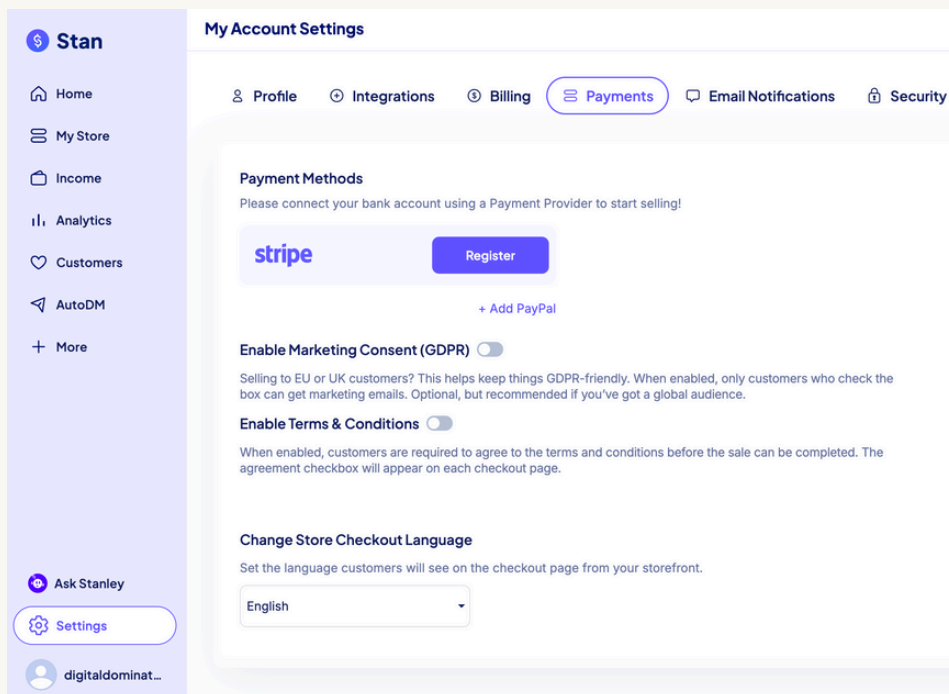 Stan
Home
My Store
Income
Analytics
Customers
AutoDM
More
Ask Stanley
Settings
digitaldominat...
My Account Settings
Profile
Integrations
Billing
Payments
Email Notifications
Security
Payment Methods
Please connect your bank account using a Payment Provider to start selling!
stripe
Register
+ Add PayPal
Enable Marketing Consent (GDPR)
Selling to EU or UK customers? This helps keep things GDPR-friendly. When enabled, only customers who check the
box can get marketing emails. Optional, but recommended if you've got a global audience.
Enable Terms & Conditions
When enabled, customers are required to agree to the terms and conditions before the sale can be completed. The
agreement checkbox will appear on each checkout page.
Change Store Checkout Language
Set the language customers will see on the checkout page from your storefront.
English